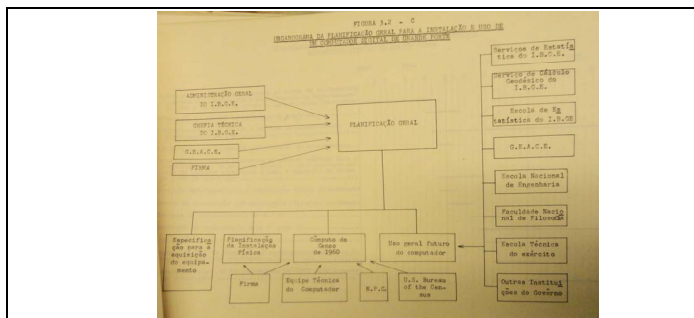 FIGURA 3.2 - C
ORGANOGRAMA DA PLANIFICAÇÃO GERAL PARA A INSTALAÇÃO E USO DE
UM COMPUTADOR DIGITAL DE GRANDE PORTE
ADMINISTRAÇÃO GERAL
DO I.B.G.E.
CHEFIA TÉCNICA
DO I.B.G.E.
G.E.A.C.E.
FIRMA
PLANIFICAÇÃO GERAL
Serviços de Estatís
tica do I.B.G.E.
Serviço de Cálculo
Geodésico do
I.B.G.E.
Escola de Es
tatística do I.B.GE
G.E.A.C.E.
Escola Nacional
de Engenharia
Faculdade Nacio
nal de Filosofia
Escola Técnica
do exército
Outras Institui
ções do Govêrno
Especifica
ção para a
aquisição
do equipa-
mento
Planificação
da Instalação
Física
Cômputo do
Censo
de 1960
Uso geral futuro
do computador
Firma
Equipe Técnica
do Computador
N.P.C.
U.S. Bureau
of the Cen-
sus